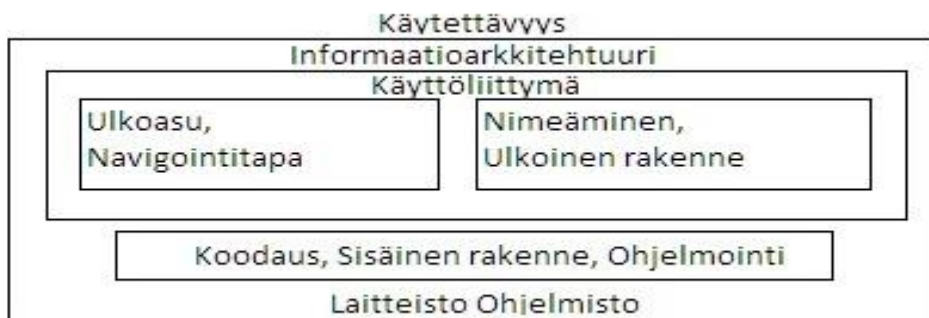 Käytettävyys
Informaatioarkkitehtuuri
Käyttöliittymä
Ulkoasu,
Navigointitapa
Nimeäminen,
Ulkoinen rakenne
Koodaus, Sisäinen rakenne, Ohjelmointi
Laitteisto Ohjelmisto